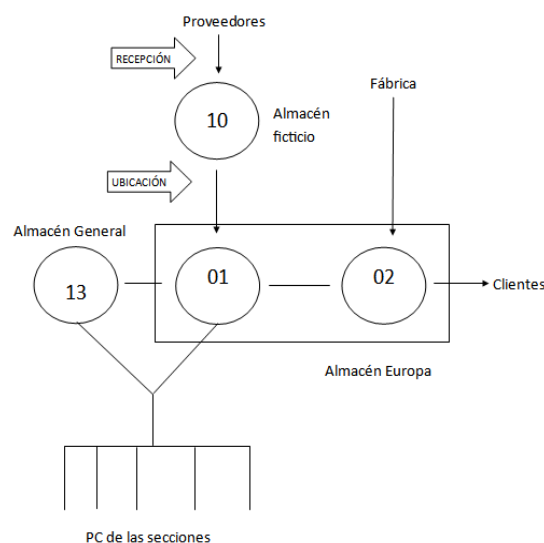 Proveedores
RECEPCIÓN
Fábrica
10
Almacén
ficticio
UBICACIÓN
Almacén General
13
01
02
Clientes
Almacén Europa
PC de las secciones